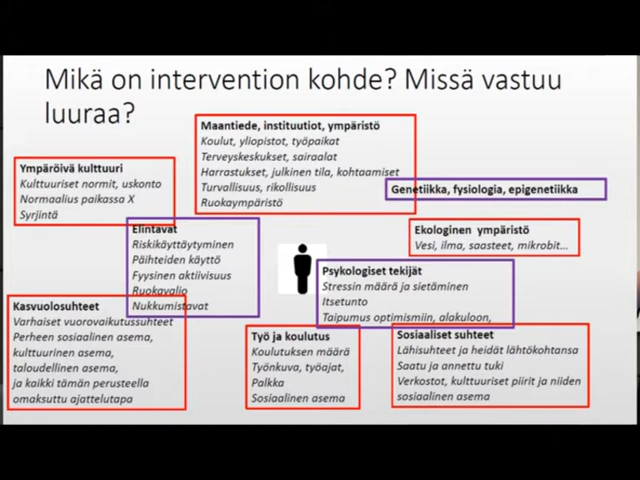 Mikä on intervention kohde? Missä vastuu
luuraa?
Maantiede, instituutiot, ympäristö
Koulut, yliopistot, työpaikat
Terveyskeskukset, sairaalat
Harrastukset, julkinen tila, kohtaamiset
Turvallisuus, rikollisuus
Ruokaympäristö
Ympäröivä kulttuuri
Kulttuuriset normit, uskonto
Normaalius paikassa X
Syrjintä
Genetiikka, fysiologia, epigenetiikka
Ekologinen ympäristö
Vesi, ilma, saasteet, mikrobit...
Elintavat
Riskikäyttäytyminen
Päihteiden käyttö
Fyysinen aktiivisuus
Ruokavalio
Nukkumistavat
Psykologiset tekijät
Stressin määrä ja sietäminen
Itsetunto
Taipumus optimismiin, alakuloon,
Kasvuolosuhteet
Varhaiset vuorovaikutussuhteet
Perheen sosiaalinen asema,
kulttuurinen asema,
taloudellinen asema,
ja kaikki tämän perusteella
omaksuttu ajattelutapa
Työ ja koulutus
Koulutuksen määrä
Työnkuva, työajat,
Palkka
Sosiaalinen asema
Sosiaaliset suhteet
Lähisuhteet ja heidät lähtökohtansa
Saatu ja annettu tuki
Verkostot, kulttuuriset piirit ja niiden
sosiaalinen asema